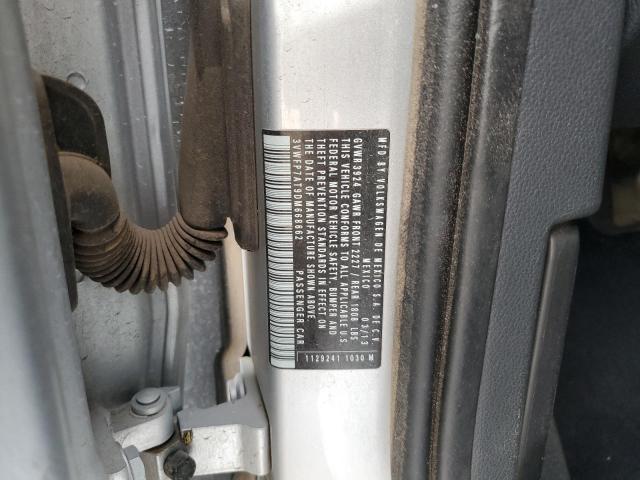 MFD BY VOLKSWAGEN DE MEXICO S.A. DE C.V.
MEXICO 03/13
GVWR3924 GAWR FRONT 2227 / REAR 1808 LBS
THIS VEHICLE CONFORMS TO ALL APPLICABLE U.S.
FEDERAL MOTOR VEHICLE SAFETY, BUMPER AND
THEFT PREVENTION STANDARDS IN EFFECT ON
THE DATE OF MANUFACTURE SHOWN ABOVE.
3VWFP7AT9DM668662 PASSENGER CAR
1129241 1030 M